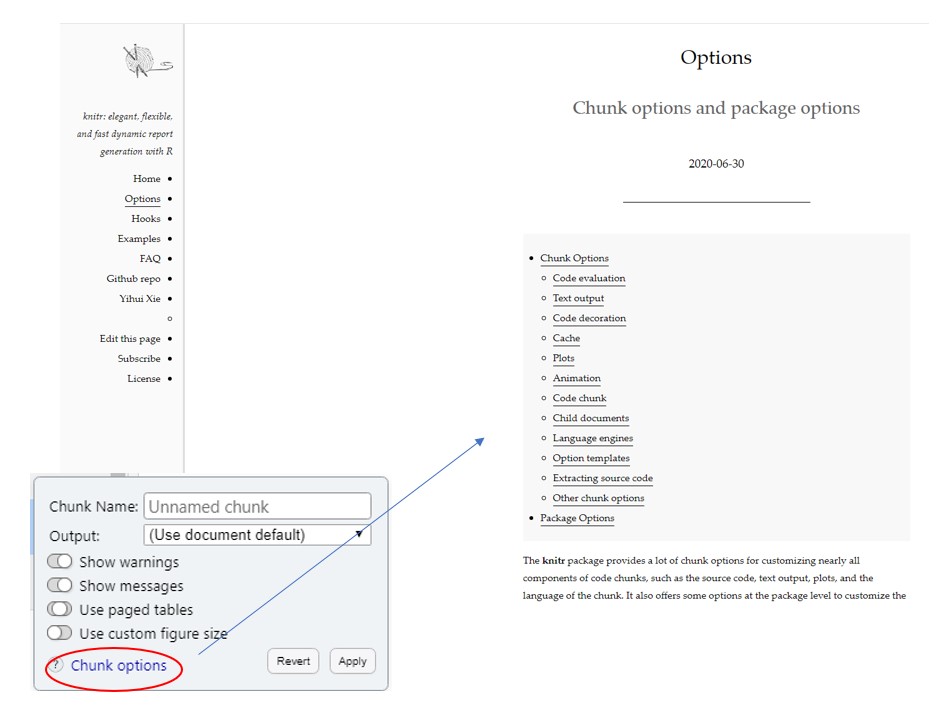 knitr: elegant, flexible,
and fast dynamic report
generation with R
Home
Options
Hooks
Examples
FAQ
Github repo
Yihui Xie
Edit this page
Subscribe
License
Options
Chunk options and package options
2020-06-30
Chunk Options
Code evaluation
Text output
Code decoration
Cache
Plots
Animation
Code chunk
Child documents
Language engines
Option templates
Extracting source code
Other chunk options
Package Options
The knitr package provides a lot of chunk options for customizing nearly all
components of code chunks, such as the source code, text output, plots, and the
language of the chunk. It also offers some options at the package level to customize the
Chunk Name: Unnamed chunk
Output: (Use document default)
Show warnings
Show messages
Use paged tables
Use custom figure size
? Chunk options
Revert Apply